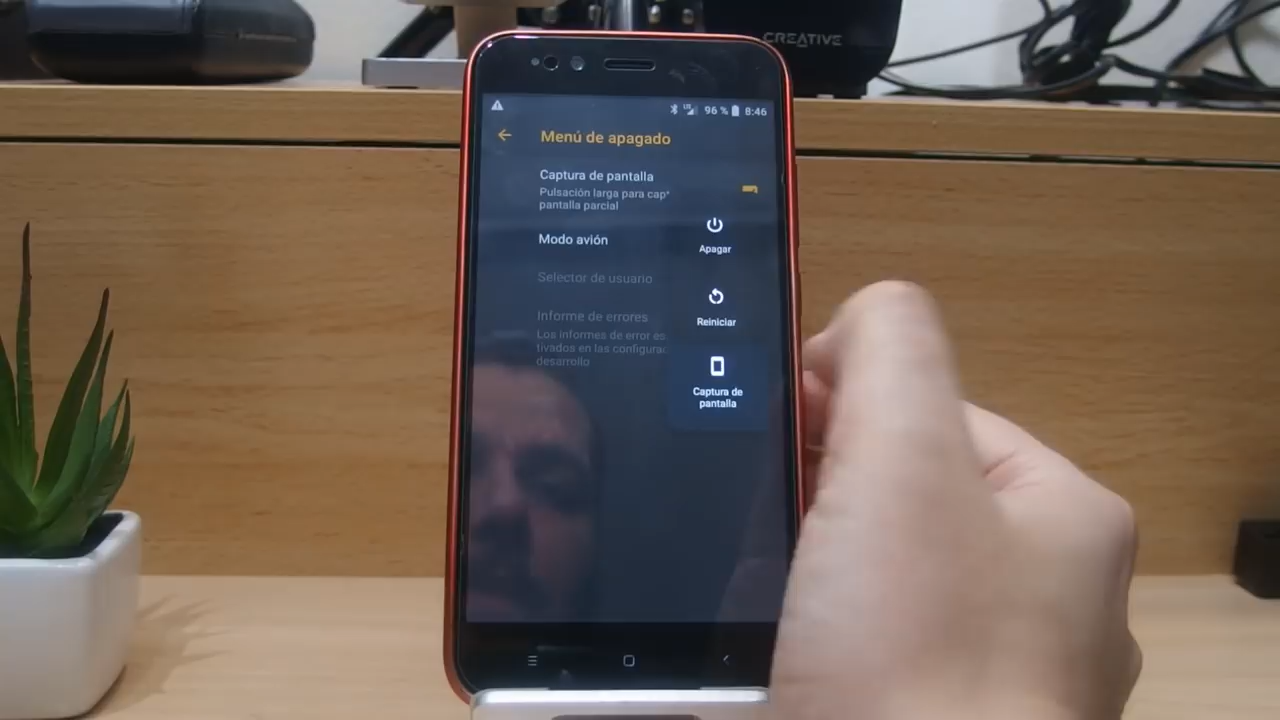 CREATIVE
96 % 8:46
Menú de apagado
Captura de pantalla
Pulsación larga para cap
pantalla parcial
Apagar
Modo avión
Selector de usuario
Reiniciar
Informe de errores
Los informes de error es
tivados en las configurac
desarrollo
Captura de
pantalla